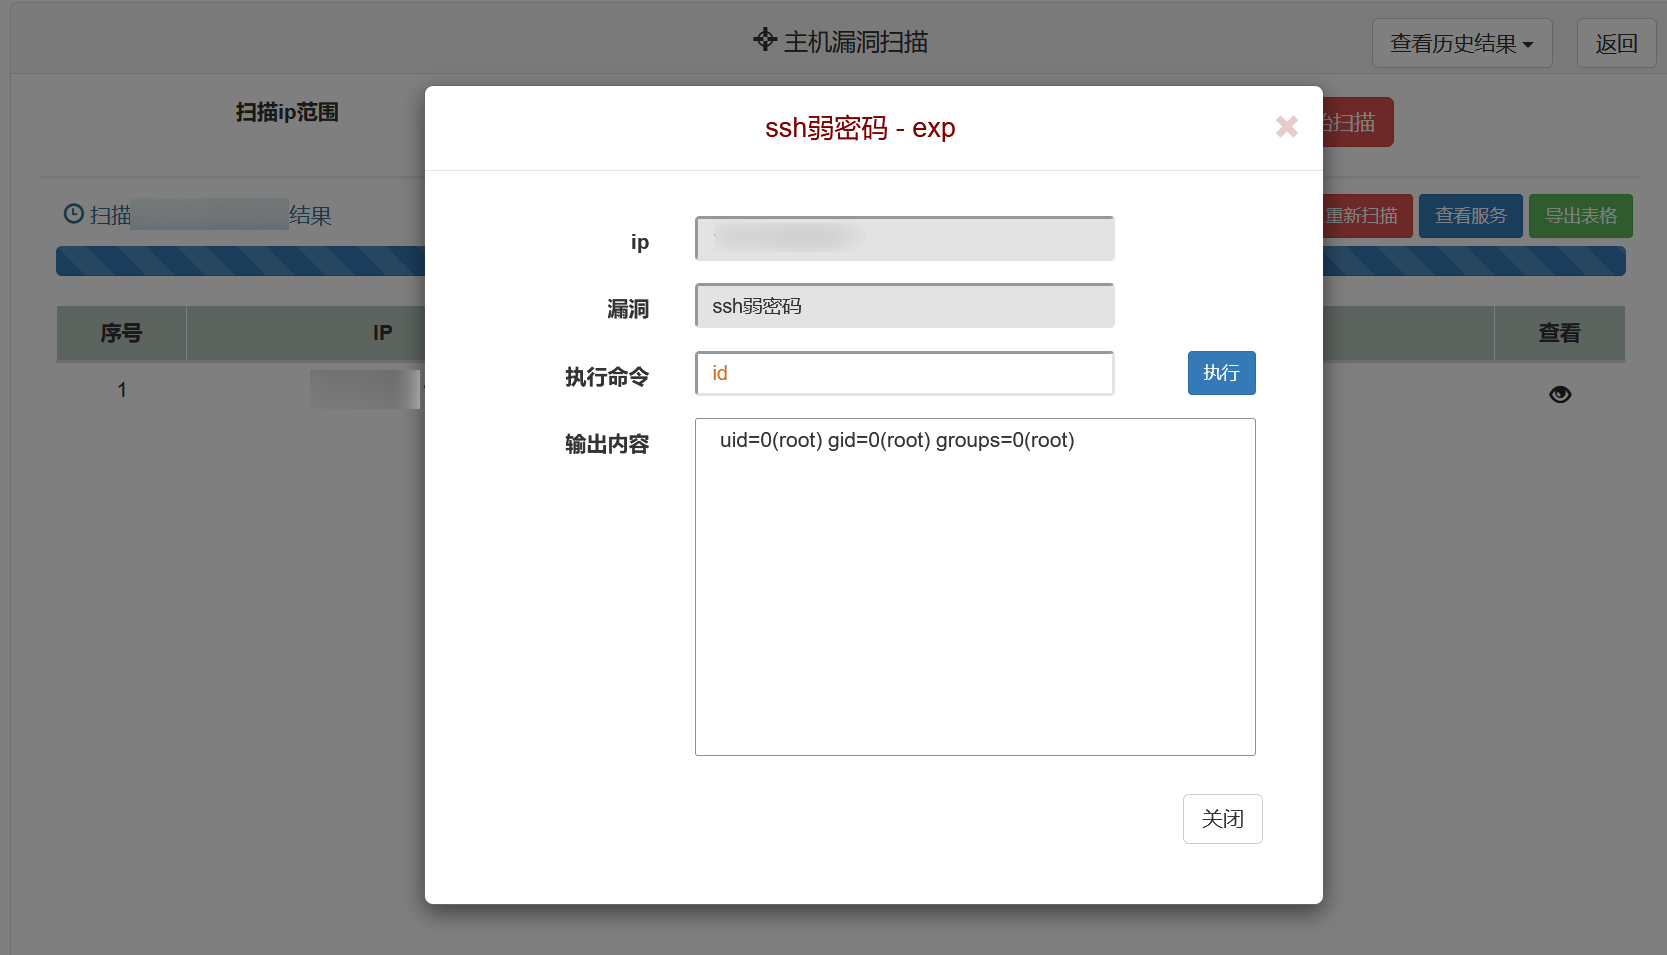 主机漏洞扫描
查看历史结果
返回
扫描ip范围
扫描
扫描
结果
重新扫描
查看服务
导出表格
序号
IP
查看
1
ssh弱密码 - exp
ip
漏洞
ssh弱密码
执行命令
id
执行
输出内容
uid=0(root) gid=0(root) groups=0(root)
关闭